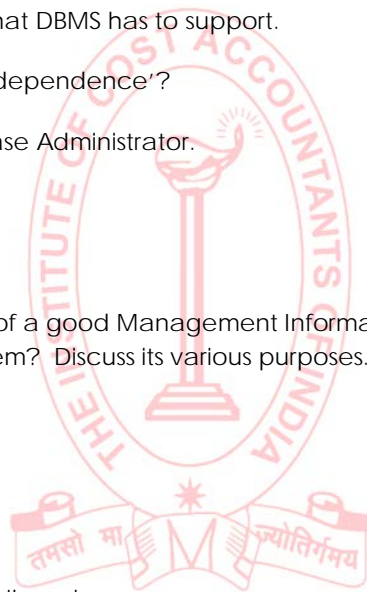 hat DBMS has to support.
dependence'?
ase Administrator.
of a good Management Informa
em? Discuss its various purposes.
THE INSTITUTE OF COST ACCOUNTANTS OF INDIA
तमसो मा ज्योतिर्गमय